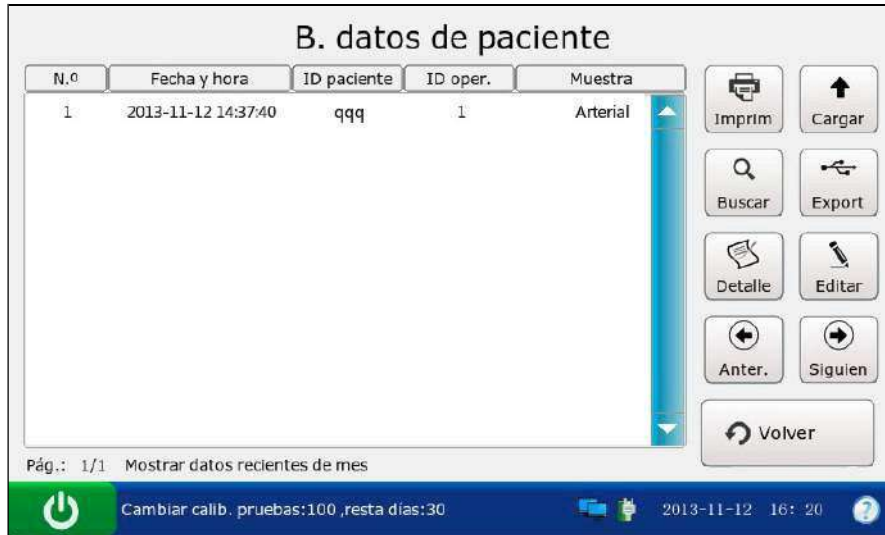 B. datos de paciente
N.º Fecha y hora ID paciente ID oper. Muestra
1 2013-11-12 14:37:40 qqq 1 Arterial
Imprim Cargar
Buscar Export
Detalle Editar
Anter. Siguien
Volver
Pág.: 1/1 Mostrar datos recientes de mes
Cambiar calib. pruebas:100 ,resta días:30 2013-11-12 16: 20 ?